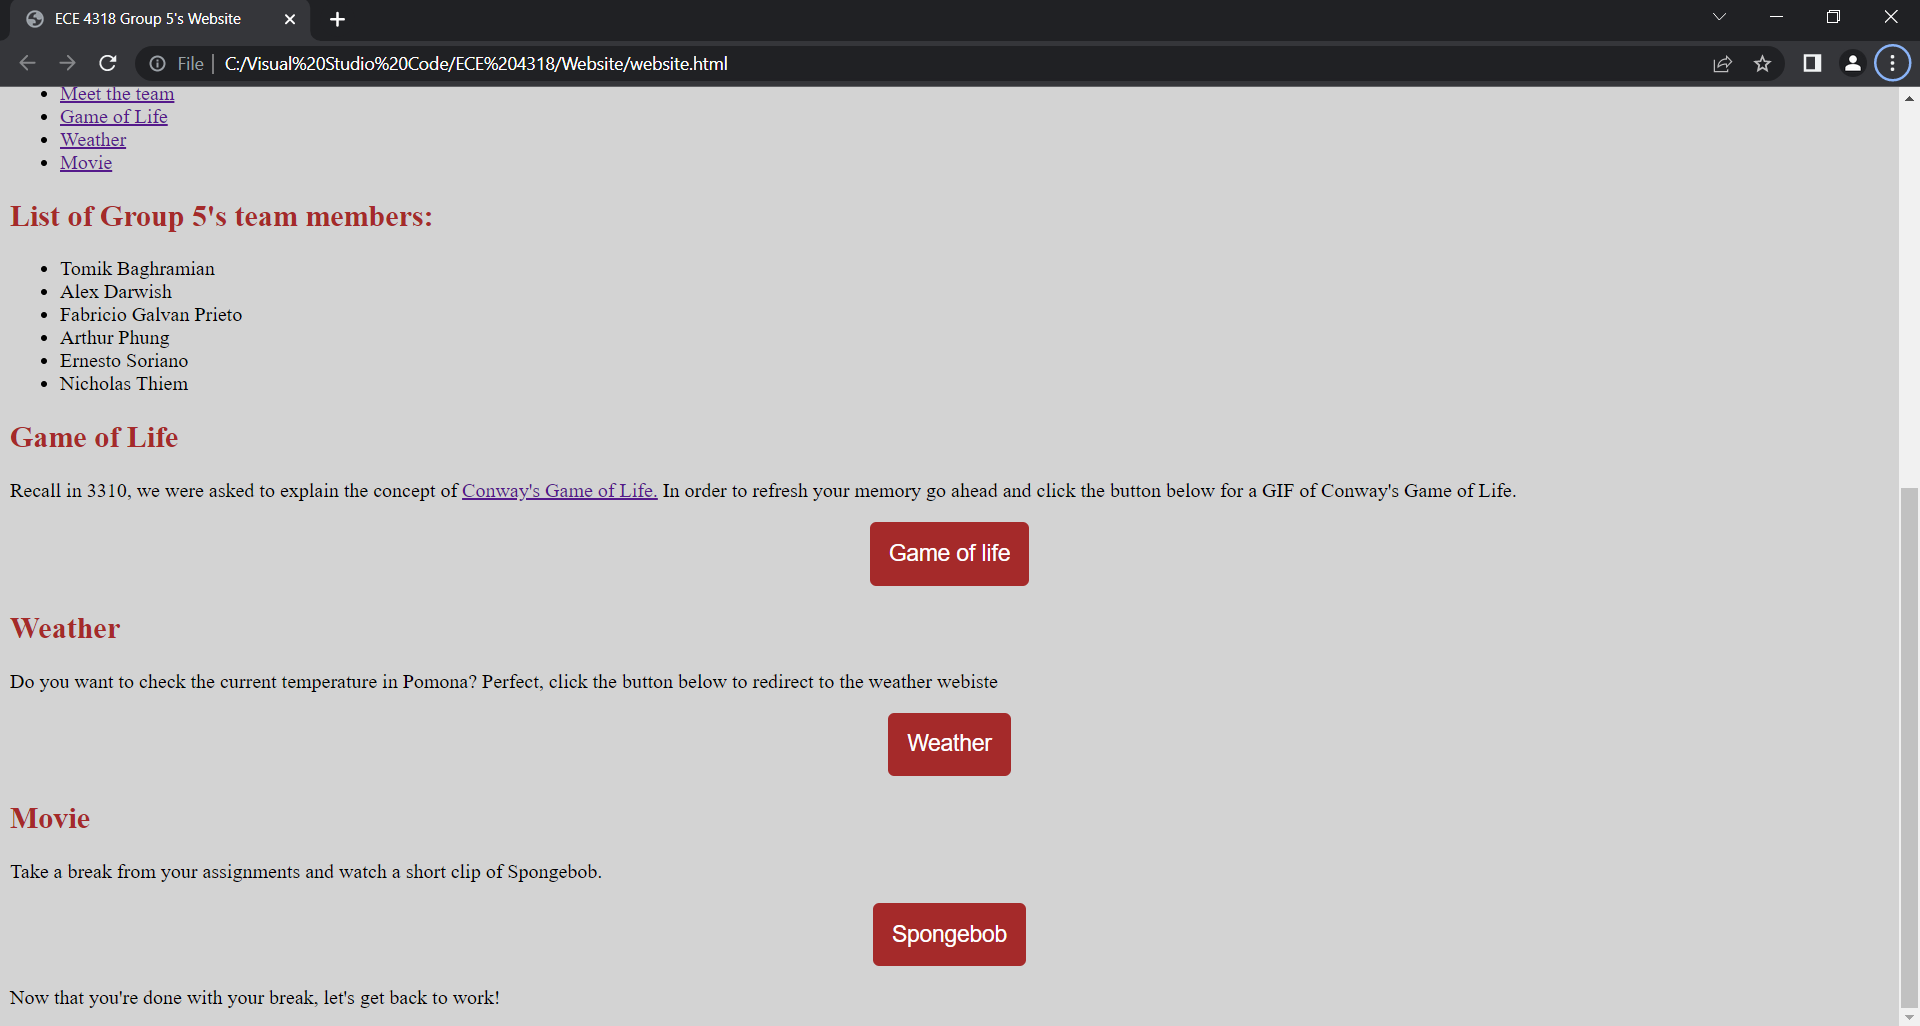 ECE 4318 Group 5's Website
File | C:/Visual%20Studio%20Code/ECE%204318/Website/website.html
Meet the team
Game of Life
Weather
Movie
List of Group 5's team members:
Tomik Baghramian
Alex Darwish
Fabricio Galvan Prieto
Arthur Phung
Ernesto Soriano
Nicholas Thiem
Game of Life
Recall in 3310, we were asked to explain the concept of Conway's Game of Life. In order to refresh your memory go ahead and click the button below for a GIF of Conway's Game of Life.
Game of life
Weather
Do you want to check the current temperature in Pomona? Perfect, click the button below to redirect to the weather webiste
Weather
Movie
Take a break from your assignments and watch a short clip of Spongebob.
Spongebob
Now that you're done with your break, let's get back to work!